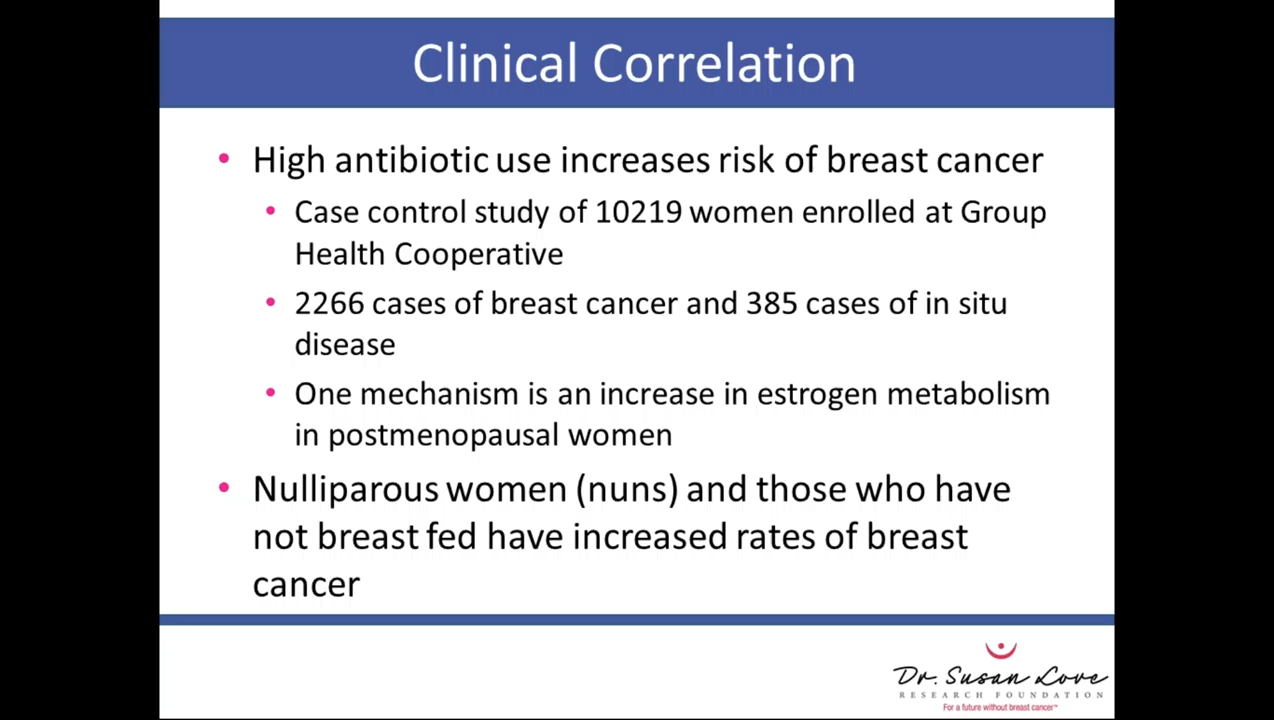 Clinical Correlation
• High antibiotic use increases risk of breast cancer
• Case control study of 10219 women enrolled at Group
Health Cooperative
• 2266 cases of breast cancer and 385 cases of in situ
disease
• One mechanism is an increase in estrogen metabolism
in postmenopausal women
• Nulliparous women (nuns) and those who have
not breast fed have increased rates of breast
cancer
Dr. Susan Love
RESEARCH FOUNDATION
For a future without breast cancer™